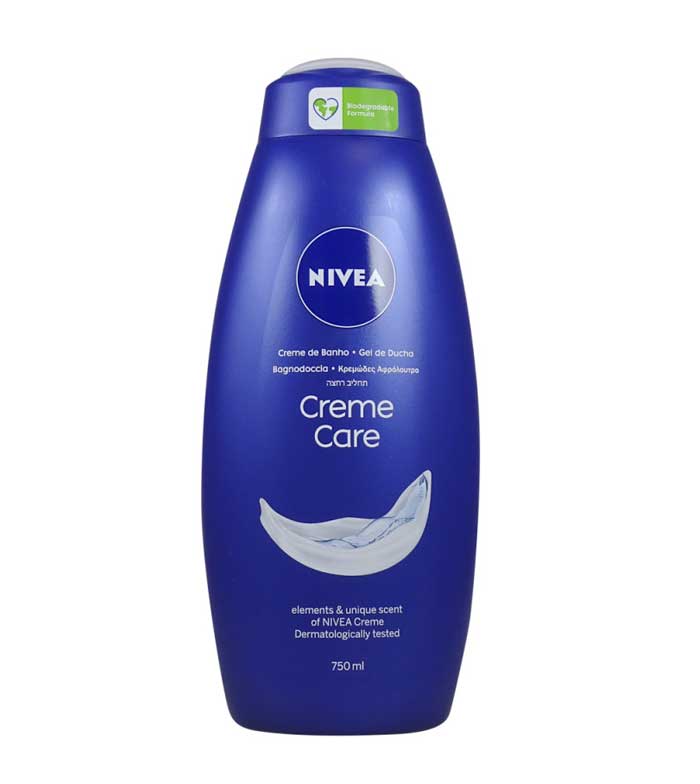 Biodegradable
Formula
NIVEA
Creme de Banho • Gel de Ducha
Bagnodoccia • Κρεμώδες Αφρόλουτρο
תחליב רחצה
Creme
Care
elements & unique scent
of NIVEA Creme
Dermatologically tested
750 ml